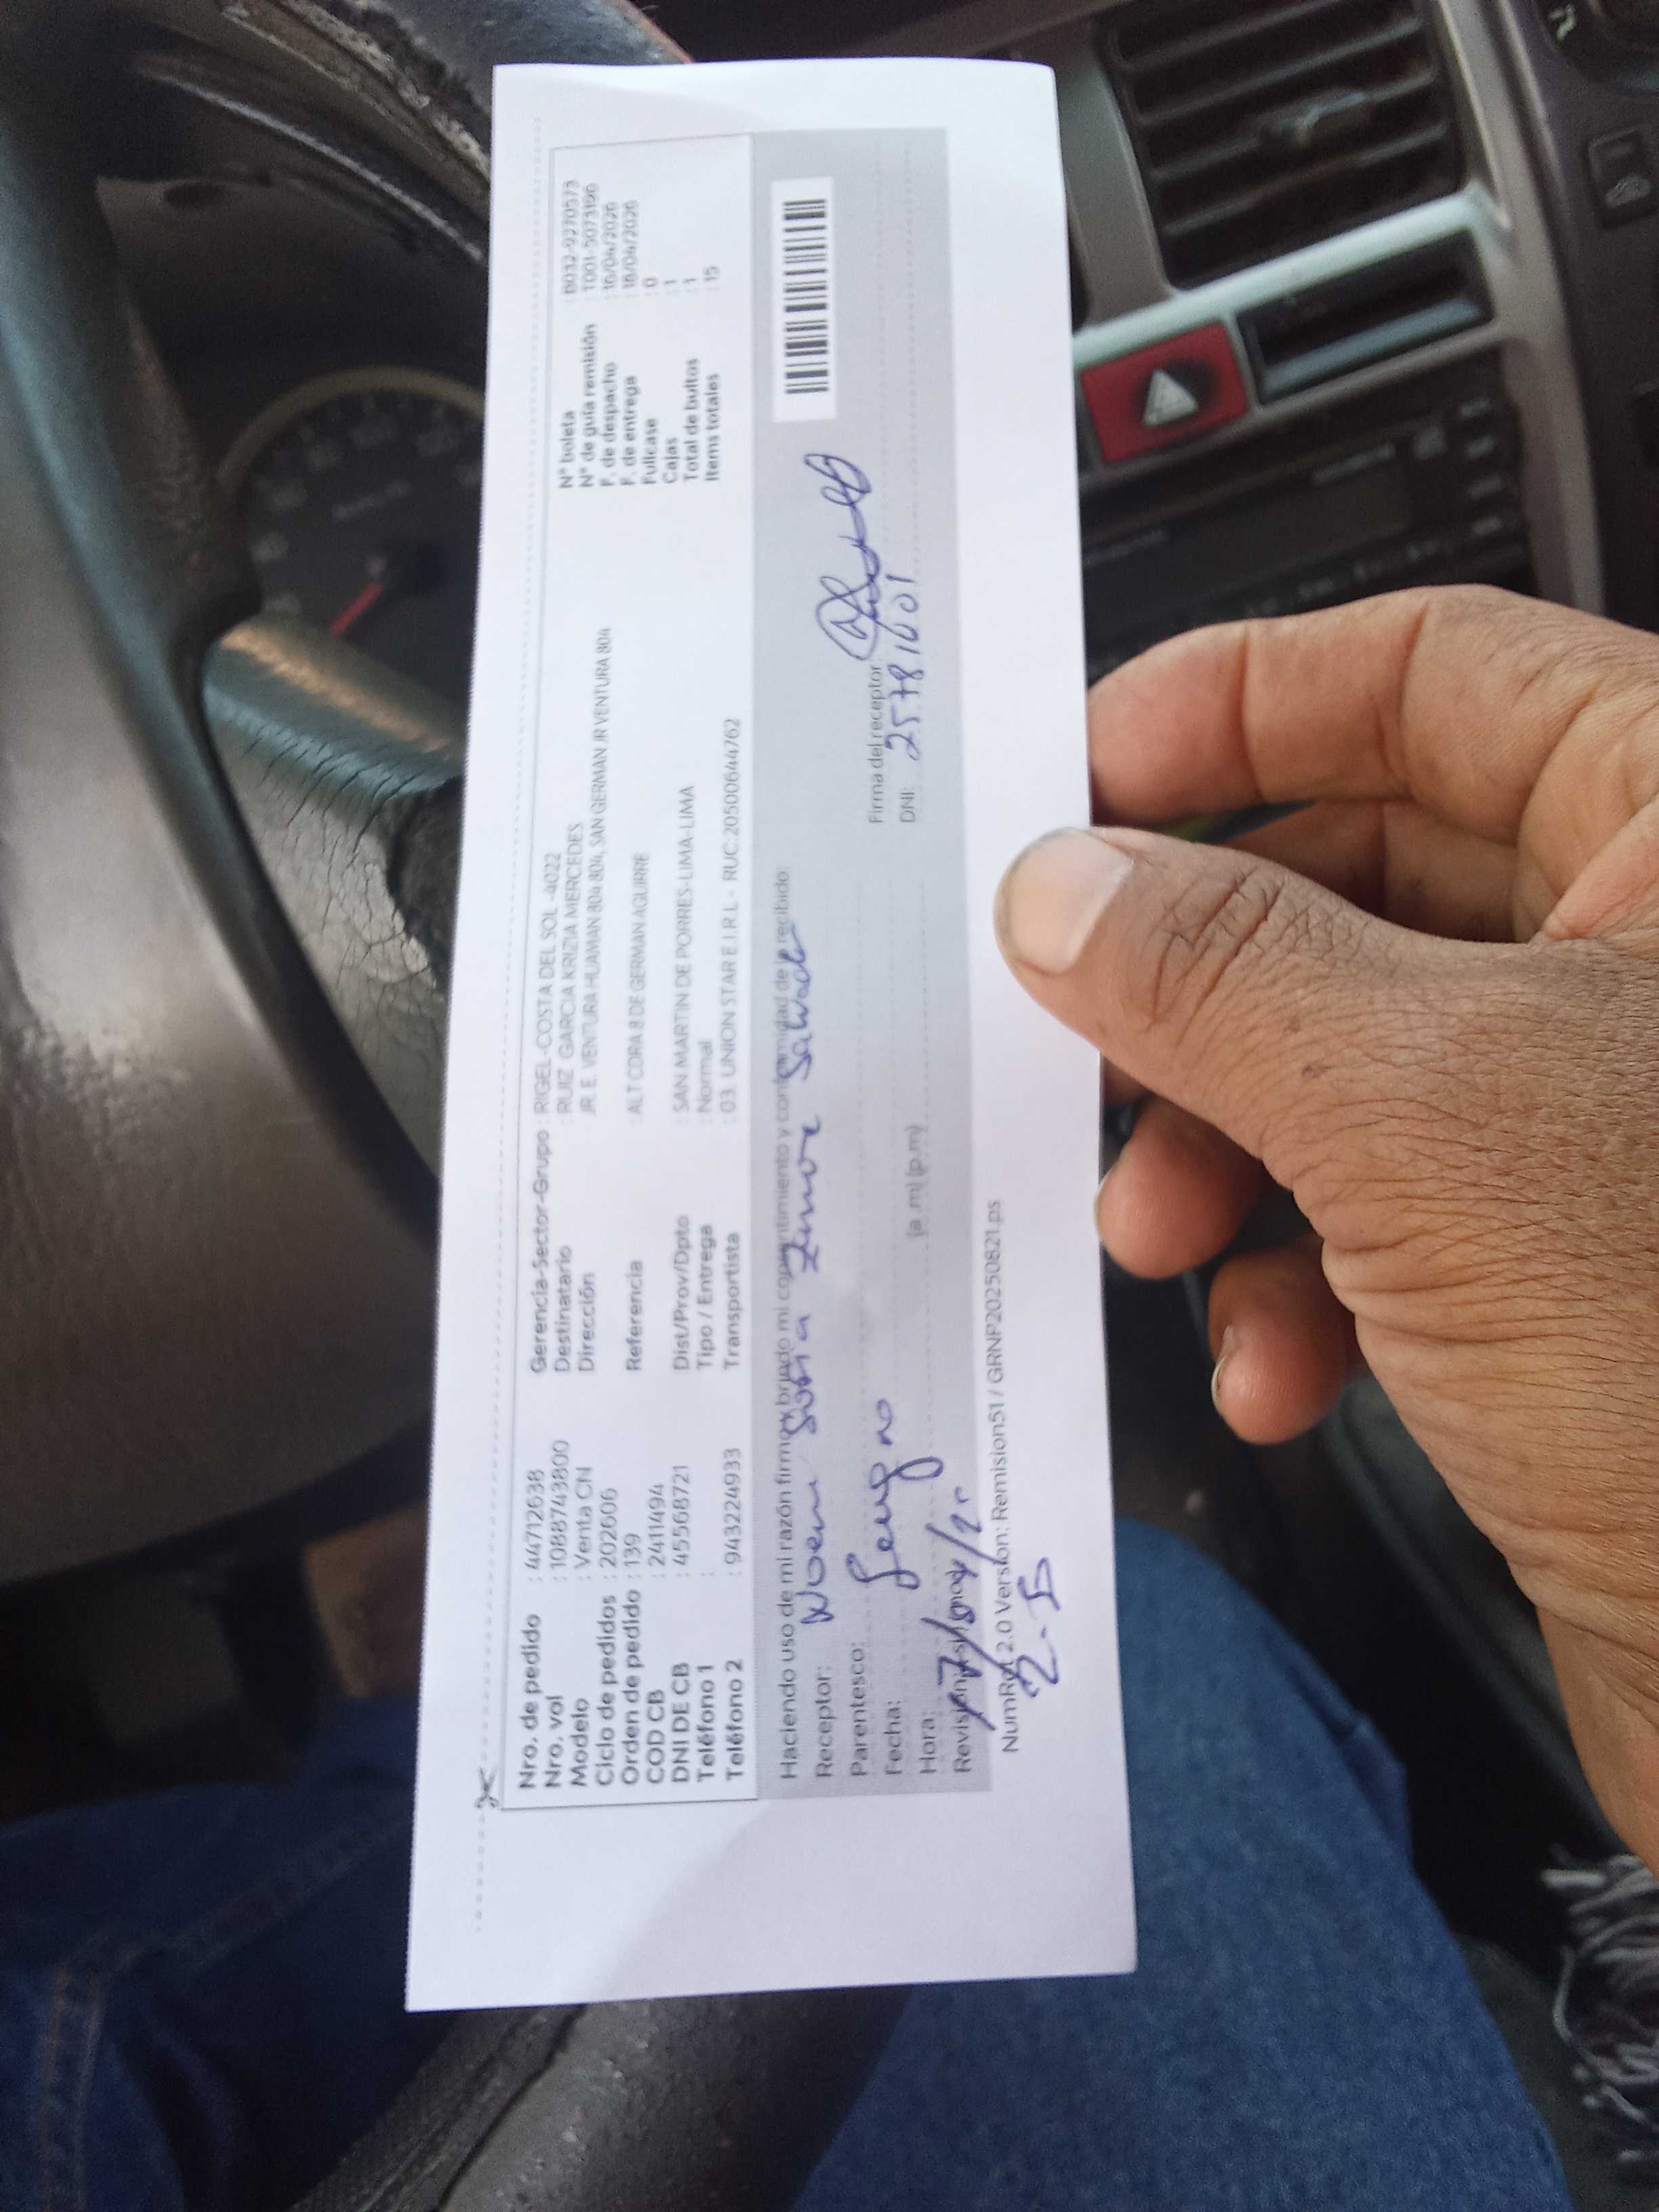 Nro. de pedido : 44712638
Nro. vol : 1088743800
Modelo : Venta CN
Ciclo de pedidos : 202606
Orden de pedido : 139
COD CB : 2411494
DNI DE CB : 45568721
Teléfono 1 :
Teléfono 2 : 943224933
Gerencia-Sector-Grupo : RIGEL-COSTA DEL SOL -4022
Destinatario : RUIZ GARCIA KRIZIA MERCEDES
Dirección : JR. E. VENTURA HUAMAN 804 804, SAN GERMAN JR VENTURA 804
Referencia : ALT CDRA 8 DE GERMAN AGUIRRE
Dist/Prov/Dpto : SAN MARTIN DE PORRES-LIMA-LIMA
Tipo / Entrega : Normal
Transportista : 03. UNION STAR E.I.R.L - RUC:20500644762
N° boleta : B032-9270573
N° de guía remisión : T001-5073196
F. de despacho : 16/04/2026
F. de entrega : 18/04/2026
Fullcase : 0
Cajas : 1
Total de bultos : 1
Items totales : 15
Haciendo uso de mi razón firmo y brindo mi consentimiento y conformidad de recibido:
Receptor: Noemi Sonia
Parentesco:
Fecha:
Hora: (a .m) (p.m)
Firma del receptor
DNI: 25781601
NumRot 2.0 Version: Remision51 / GRNP20250821.ps